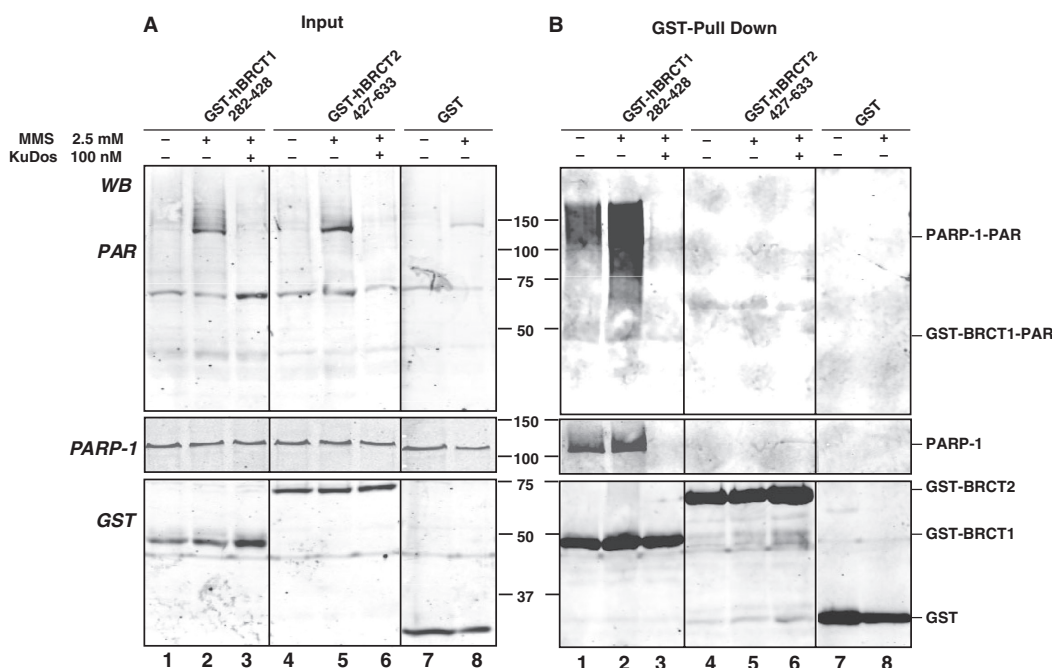 A
Input
GST-hBRCT1
282-428
GST-hBRCT2
427-633
GST
MMS 2.5 mM – + + – + + – +
KuDos 100 nM – – + – – + – –
WB
PAR
150
100
75
50
PARP-1
150
100
GST
75
50
37
1 2 3 4 5 6 7 8
B
GST-Pull Down
GST-hBRCT1
282-428
GST-hBRCT2
427-633
GST
– + + – + + – +
– – + – – + – –
PARP-1-PAR
GST-BRCT1-PAR
PARP-1
GST-BRCT2
GST-BRCT1
GST
1 2 3 4 5 6 7 8